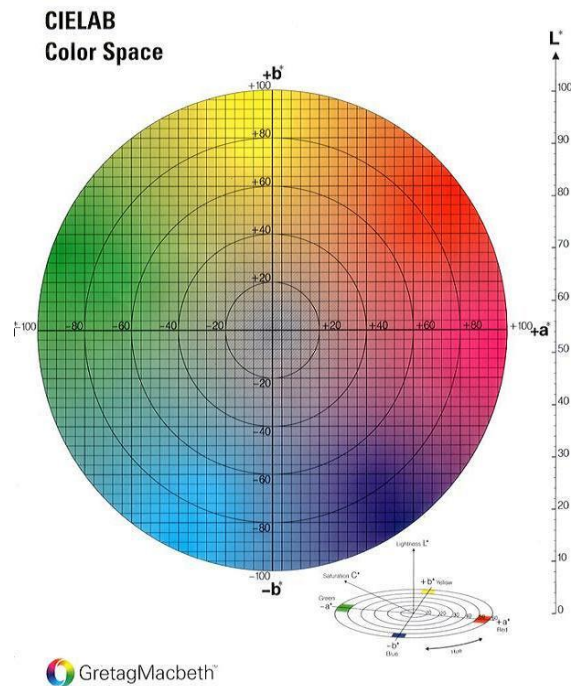 CIELAB
Color Space
L*
+b*
+100
+80
+60
+40
+20
-100
-80
-60
-40
-20
+20
+40
+60
+80
+100
+a*
-20
-40
-60
-80
-100
-b*
100
90
80
70
60
50
40
30
20
10
0
Lightness L*
Saturation C*
+b* Yellow
Green
-a*
+a*
Red
-b*
Blue
Hue
GretagMacbeth™